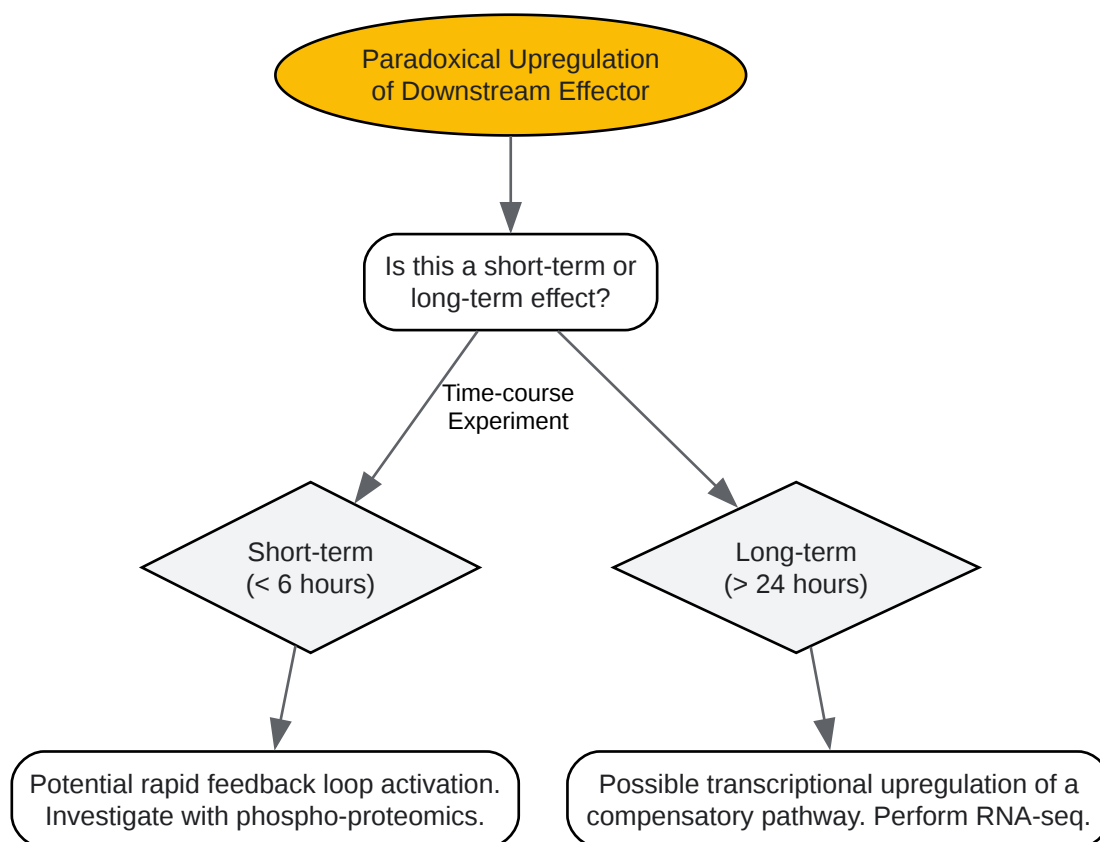 Paradoxical Upregulation
of Downstream Effector
Is this a short-term or
long-term effect?
Time-course
Experiment
Short-term
(< 6 hours)
Long-term
(> 24 hours)
Potential rapid feedback loop activation.
Investigate with phospho-proteomics.
Possible transcriptional upregulation of a
compensatory pathway. Perform RNA-seq.